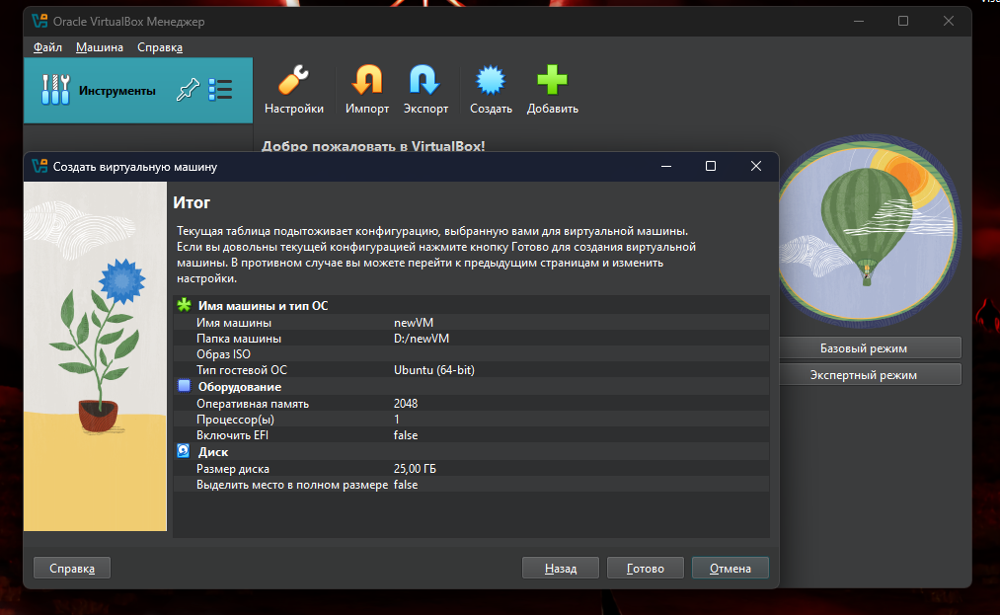 Oracle VirtualBox Менеджер
Файл Машина Справка
Инструменты
Настройки Импорт Экспорт Создать Добавить
Добро пожаловать в VirtualBox!
Создать виртуальную машину
Итог
Текущая таблица подытоживает конфигурацию, выбранную вами для виртуальной машины.
Если вы довольны текущей конфигурацией нажмите кнопку Готово для создания виртуальной
машины. В противном случае вы можете перейти к предыдущим страницам и изменить
настройки.
Имя машины и тип ОС
Имя машины newVM
Папка машины D:/newVM
Образ ISO
Тип гостевой ОС Ubuntu (64-bit)
Оборудование
Оперативная память 2048
Процессор(ы) 1
Включить EFI false
Диск
Размер диска 25,00 ГБ
Выделить место в полном размере false
Базовый режим
Экспертный режим
Справка Назад Готово Отмена